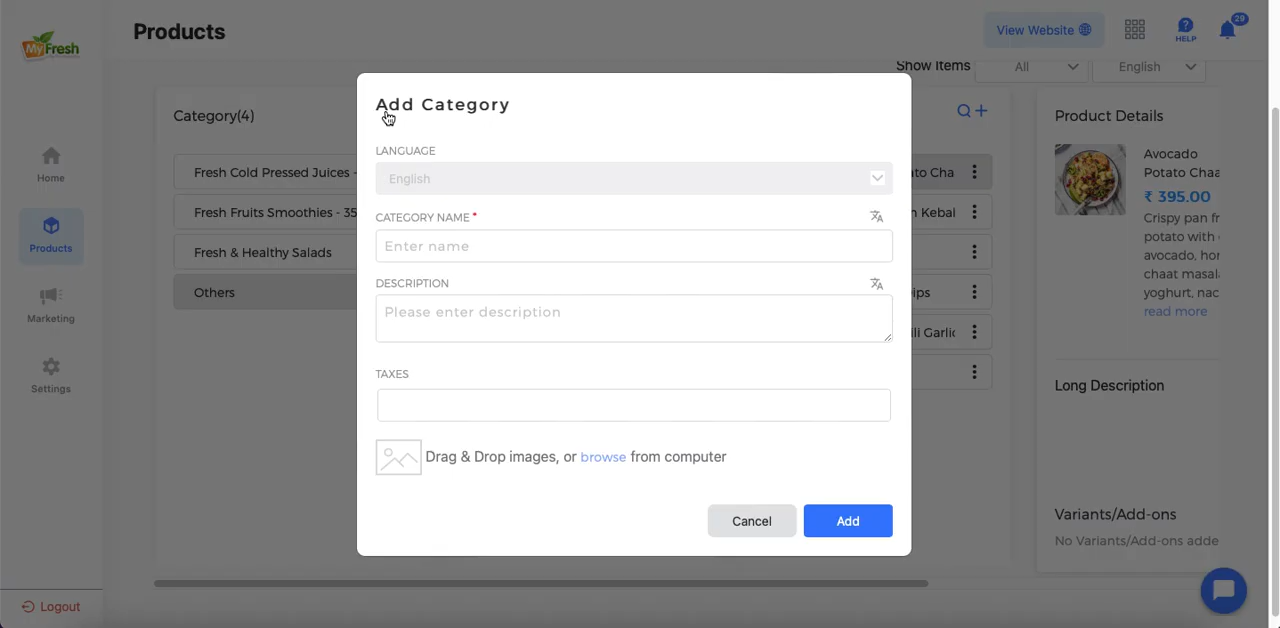 MyFresh
Products
View Website
HELP
29
Show Items
All
English
Home
Products
Marketing
Settings
Logout
Category(4)
Fresh Cold Pressed Juices -
Fresh Fruits Smoothies - 35
Fresh & Healthy Salads
Others
Add Category
LANGUAGE
English
CATEGORY NAME *
Enter name
DESCRIPTION
Please enter description
TAXES
Drag & Drop images, or browse from computer
Cancel
Add
Product Details
Avocado
Potato Chaa
₹ 395.00
Crispy pan fr
potato with
avocado, hor
chaat masal
yoghurt, nac
read more
Long Description
Variants/Add-ons
No Variants/Add-ons adde